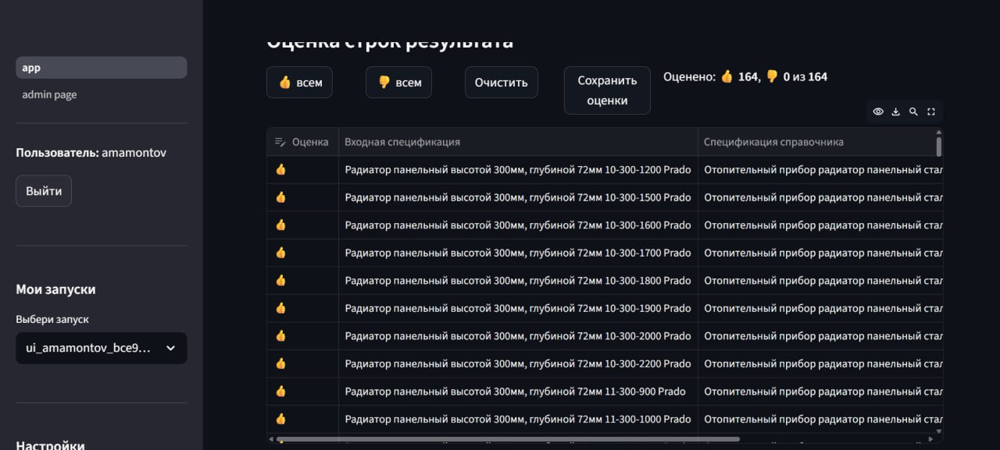 app
admin page
Пользователь: amamontov
Выйти
Мои запуски
Выбери запуск
ui_amamontov_bce9...
Настройки
Оценка строк результата
👍 всем
👎 всем
Очистить
Сохранить
оценки
Оценено: 👍 164, 👎 0 из 164
Оценка Входная спецификация Спецификация справочника
👍 Радиатор панельный высотой 300мм, глубиной 72мм 10-300-1200 Prado Отопительный прибор радиатор панельный стал
👍 Радиатор панельный высотой 300мм, глубиной 72мм 10-300-1500 Prado Отопительный прибор радиатор панельный стал
👍 Радиатор панельный высотой 300мм, глубиной 72мм 10-300-1600 Prado Отопительный прибор радиатор панельный стал
👍 Радиатор панельный высотой 300мм, глубиной 72мм 10-300-1700 Prado Отопительный прибор радиатор панельный стал
👍 Радиатор панельный высотой 300мм, глубиной 72мм 10-300-1800 Prado Отопительный прибор радиатор панельный стал
👍 Радиатор панельный высотой 300мм, глубиной 72мм 10-300-1900 Prado Отопительный прибор радиатор панельный стал
👍 Радиатор панельный высотой 300мм, глубиной 72мм 10-300-2000 Prado Отопительный прибор радиатор панельный стал
👍 Радиатор панельный высотой 300мм, глубиной 72мм 10-300-2200 Prado Отопительный прибор радиатор панельный стал
👍 Радиатор панельный высотой 300мм, глубиной 72мм 11-300-900 Prado Отопительный прибор радиатор панельный стал
👍 Радиатор панельный высотой 300мм, глубиной 72мм 11-300-1000 Prado Отопительный прибор радиатор панельный стал